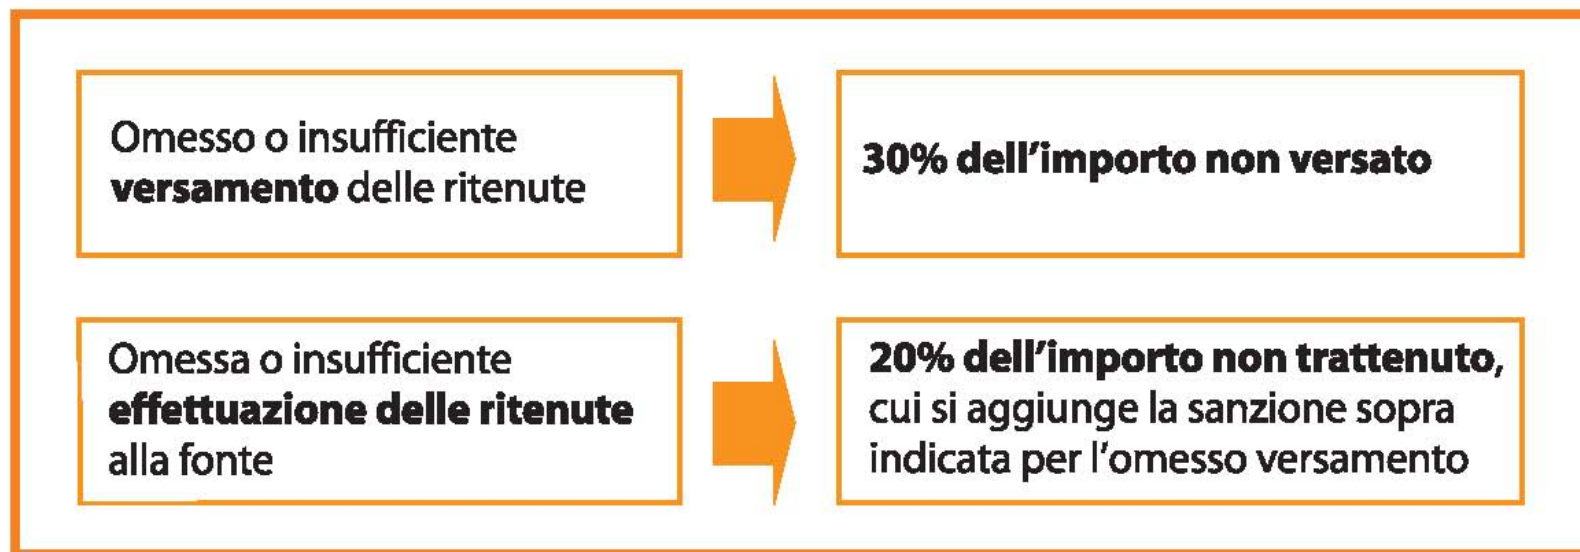 Omesso o insufficiente
versamento delle ritenute
30% dell’importo non versato
Omessa o insufficiente
effettuazione delle ritenute
alla fonte
20% dell’importo non trattenuto,
cui si aggiunge la sanzione sopra
indicata per l’omesso versamento